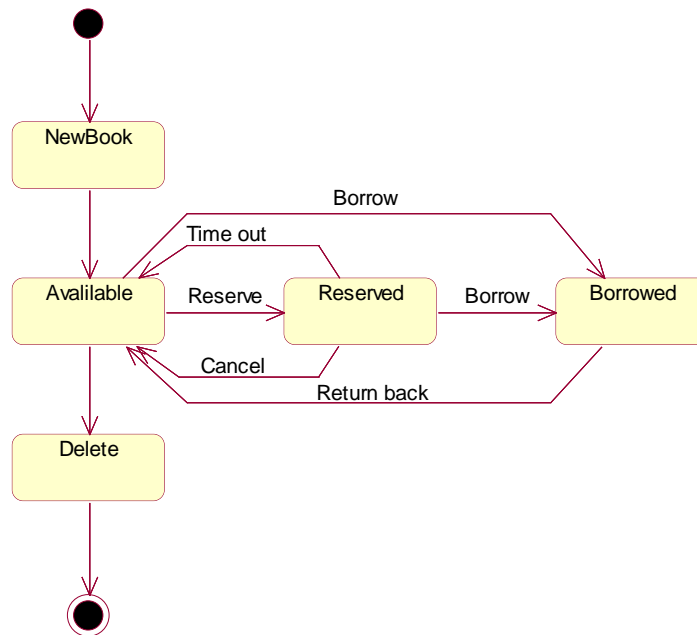 NewBook
Borrow
Time out
Avalilable
Reserve
Reserved
Borrow
Borrowed
Cancel
Return back
Delete